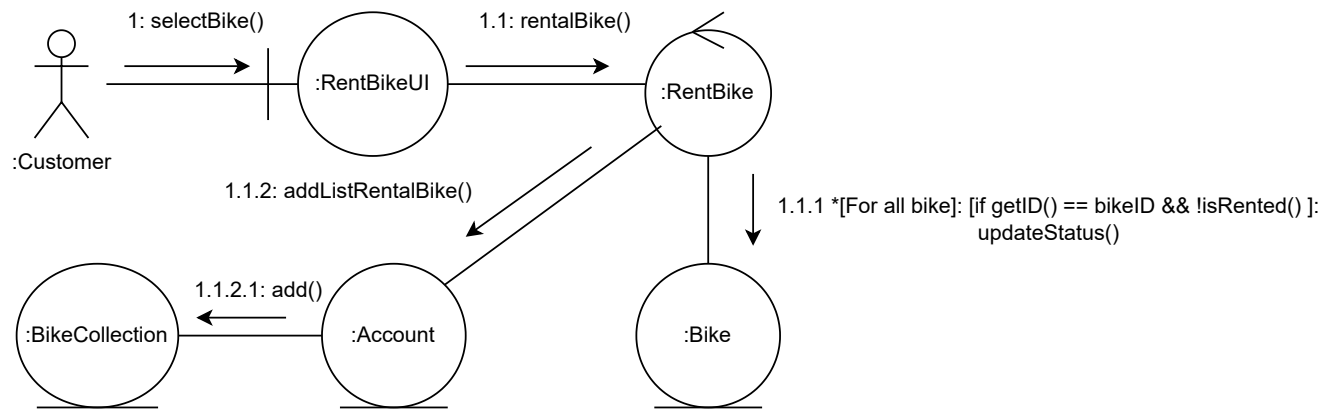 1: selectBike()
1.1: rentalBike()
:RentBikeUI
:RentBike
:Customer
1.1.2: addListRentalBike()
1.1.1 *[For all bike]: [if getID() == bikeID && !isRented() ]:
updateStatus()
1.1.2.1: add()
:BikeCollection
:Account
:Bike